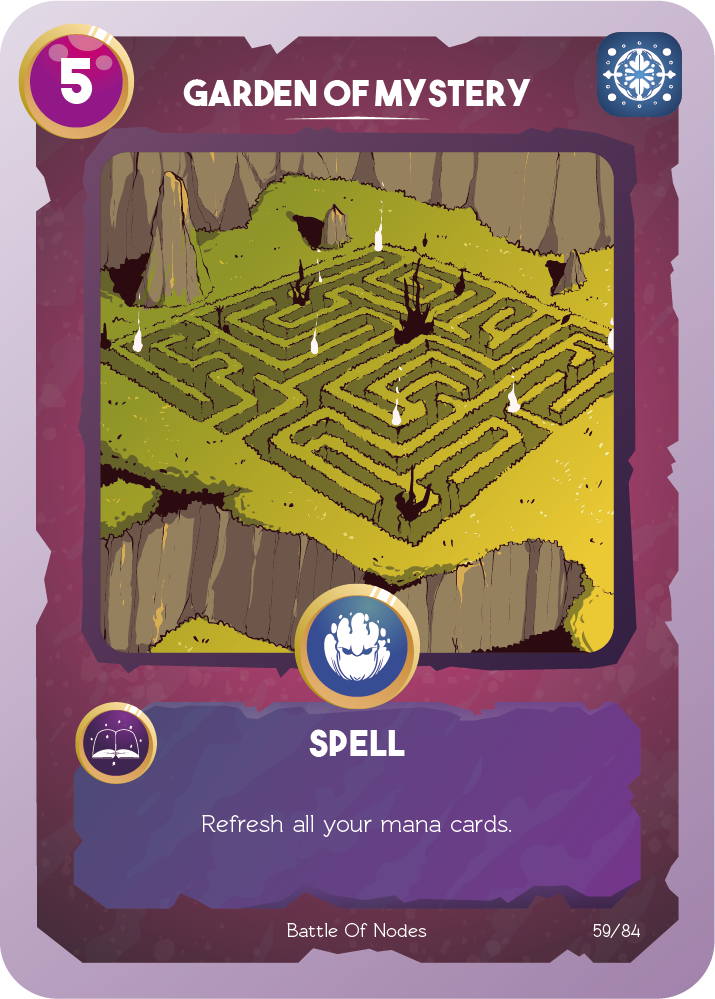 5
GARDEN OF MYSTERY
SPELL
Refresh all your mana cards.
Battle Of Nodes
59/84